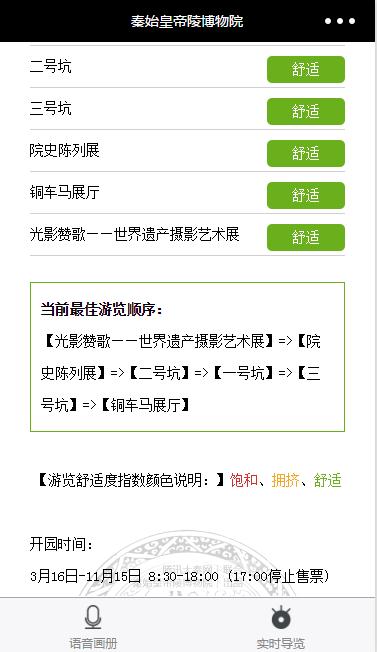 秦始皇帝陵博物院
二号坑
舒适
三号坑
舒适
院史陈列展
舒适
铜车马展厅
舒适
光影赞歌——世界遗产摄影艺术展
舒适
当前最佳游览顺序：
【光影赞歌——世界遗产摄影艺术展】=>【院
史陈列展】=>【二号坑】=>【一号坑】=>【三
号坑】=>【铜车马展厅】
【游览舒适度指数颜色说明：】饱和、拥挤、舒适
开园时间：
3月16日-11月15日 8:30-18:00 (17:00停止售票)
语音画册
实时导览